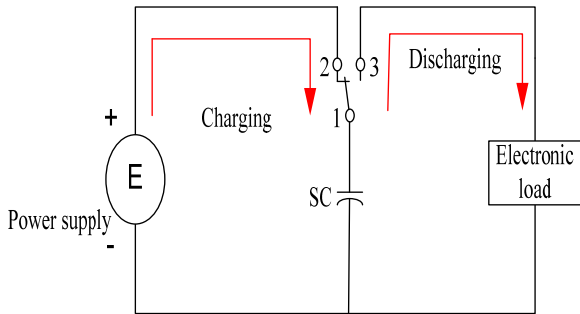 2
3
Discharging
+
Charging
1
Electronic
load
E
SC
Power supply
-